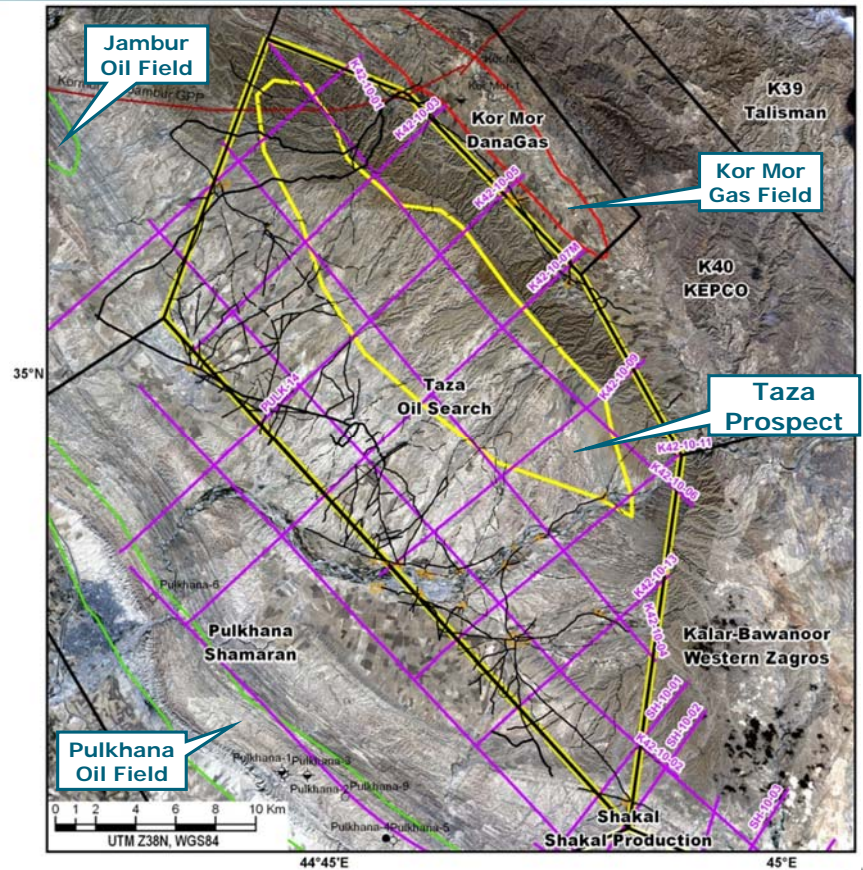 Jambur
Oil Field
K42-10-01
Kor Mor-1
K42-10-03
Kor Mor
DanaGas
K39
Talisman
Kor Mor
Gas Field
K42-10-05
K42-10-07M
K40
KEPCO
35°N
K42-10-09
Taza
Oil Search
PULK-14
Taza
Prospect
K42-10-11
K42-10-06
Pulkhana-6
K42-10-13
K42-10-04
Pulkhana
Shamaran
Kalar-Bawanoor
Western Zagros
SH-10-01
SH-10-02
K42-10-02
Pulkhana
Oil Field
Pulkhana-1
Pulkhana-3
Pulkhana-2
Pulkhana-9
SH-10-03
0 1 2 4 6 8 10 Km
UTM Z38N, WGS84
Pulkhana-4
Pulkhana-5
Shakal
Shakal Production
44°45'E
45°E